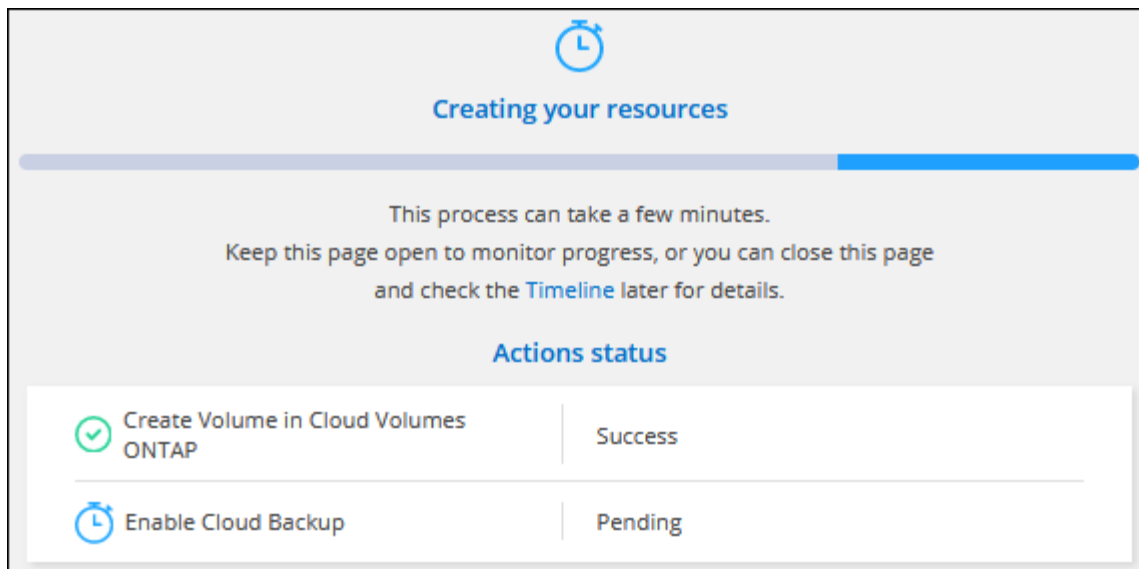 Creating your resources
This process can take a few minutes.
Keep this page open to monitor progress, or you can close this page
and check the Timeline later for details.
Actions status
Create Volume in Cloud Volumes
ONTAP
Success
Enable Cloud Backup
Pending